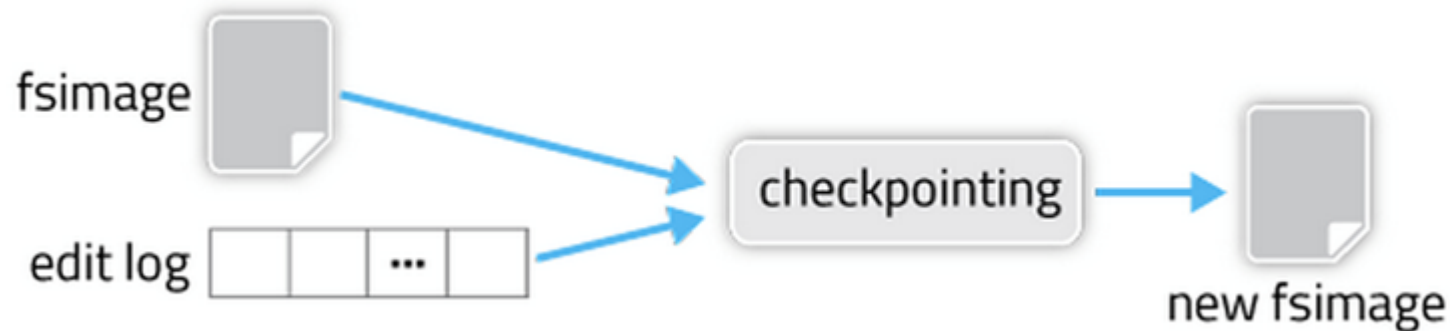 fsimage
edit log
...
checkpointing
new fsimage